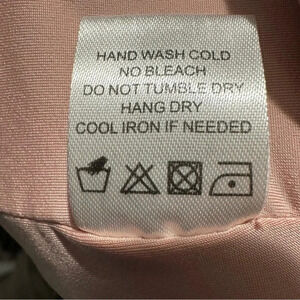 HAND WASH COLD
NO BLEACH
DO NOT TUMBLE DRY
HANG DRY
COOL IRON IF NEEDED